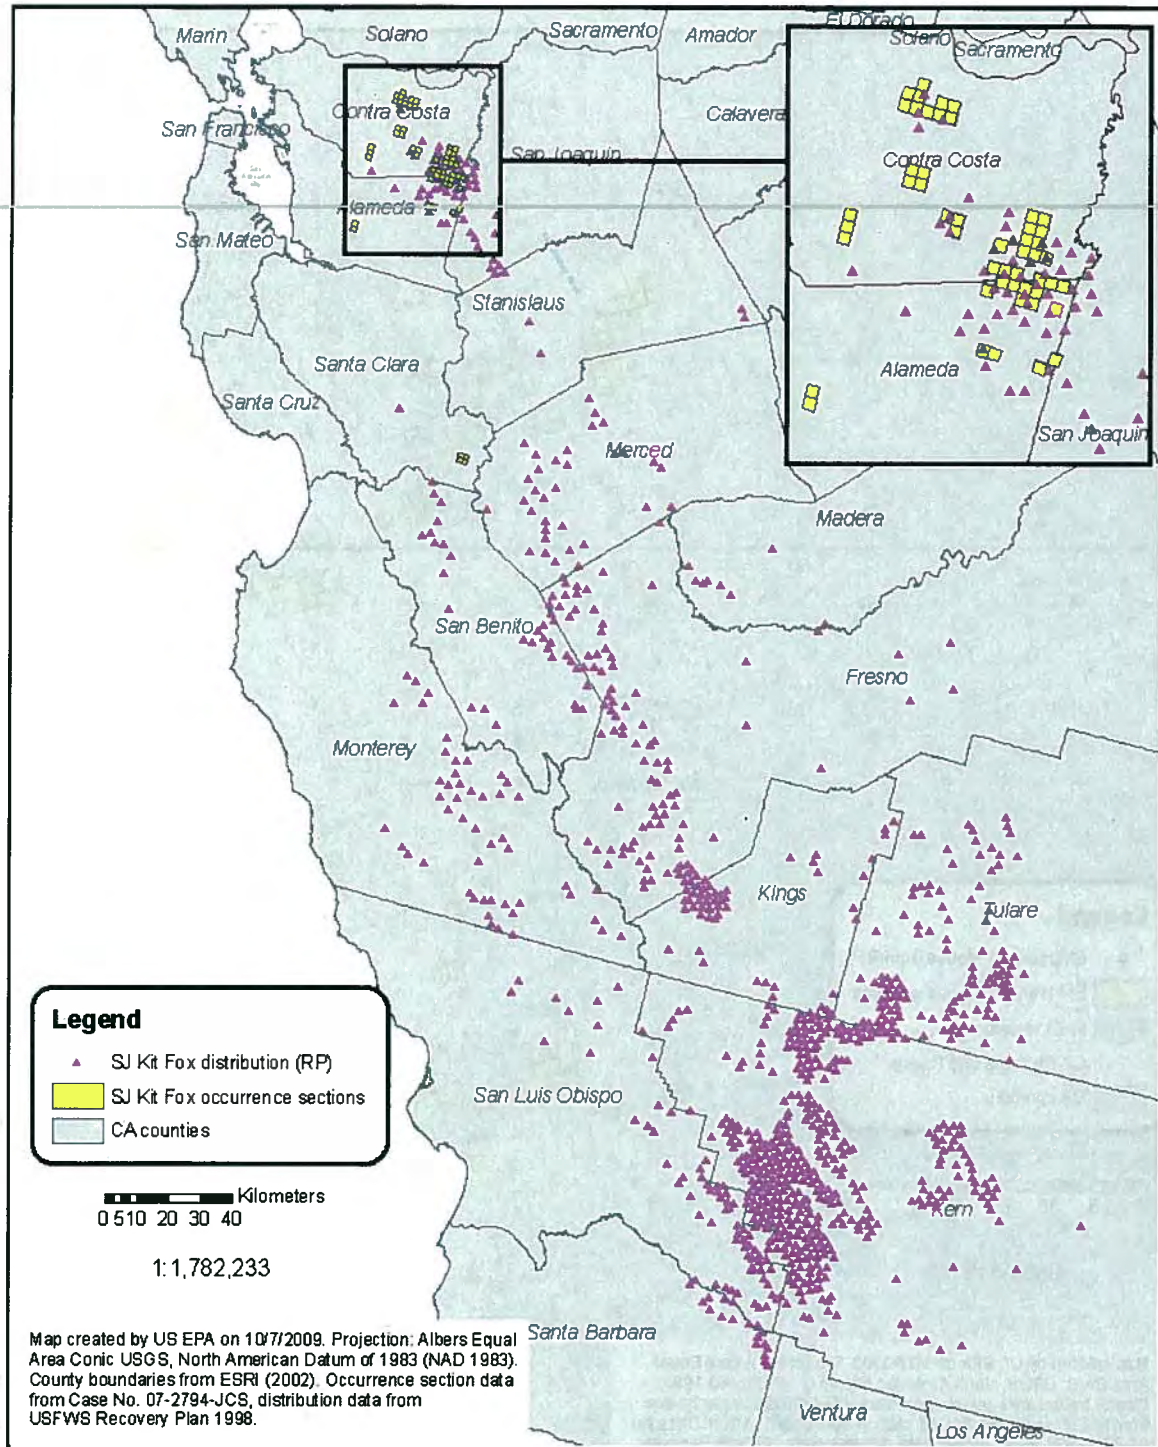 Marin
Solano
Sacramento
Amador
El Dorado
Solano
Sacramento
Contra Costa
Calavera
San Francisco
San Joaquin
Contra Costa
Alameda
San Mateo
Stanislaus
Santa Clara
Alameda
Santa Cruz
San Joaquin
Merced
Madera
San Benito
Fresno
Monterey
Kings
Tulare
Legend
SJ Kit Fox distribution (RP)
SJ Kit Fox occurrence sections
CA counties
San Luis Obispo
Kilometers
0 5 10 20 30 40
Kern
1:1,782,233
Santa Barbara
Map created by US EPA on 10/7/2009. Projection: Albers Equal
Area Conic USGS, North American Datum of 1983 (NAD 1983).
County boundaries from ESRI (2002). Occurrence section data
from Case No. 07-2794-JCS, distribution data from
USFWS Recovery Plan 1998.
Ventura
Los Angeles